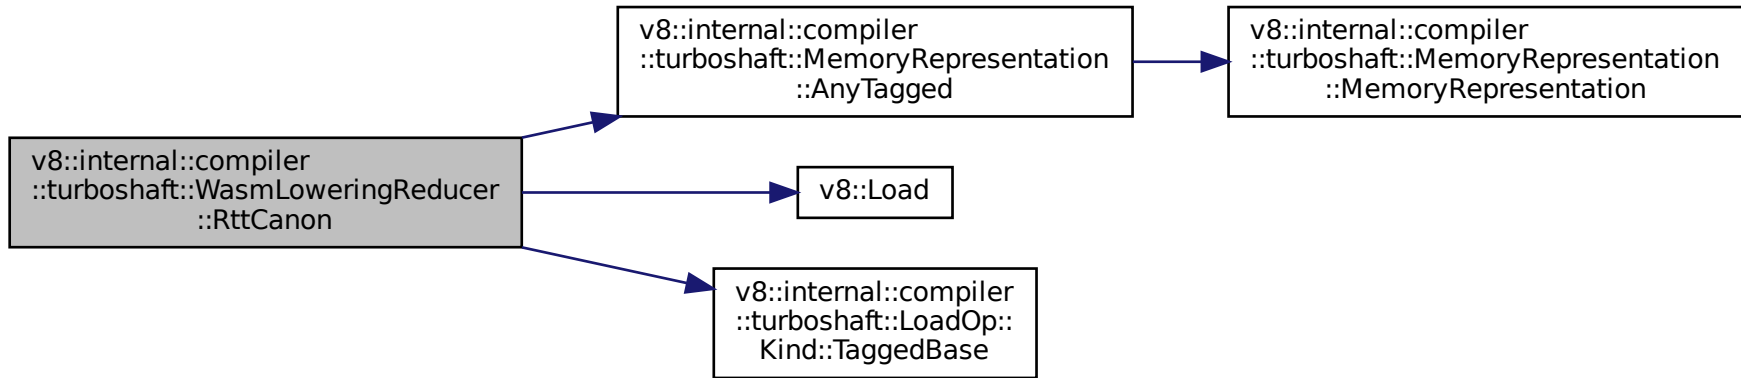 v8::internal::compiler
::turboshaft::WasmLoweringReducer
::RttCanon
v8::internal::compiler
::turboshaft::MemoryRepresentation
::AnyTagged
v8::internal::compiler
::turboshaft::MemoryRepresentation
::MemoryRepresentation
v8::Load
v8::internal::compiler
::turboshaft::LoadOp::
Kind::TaggedBase